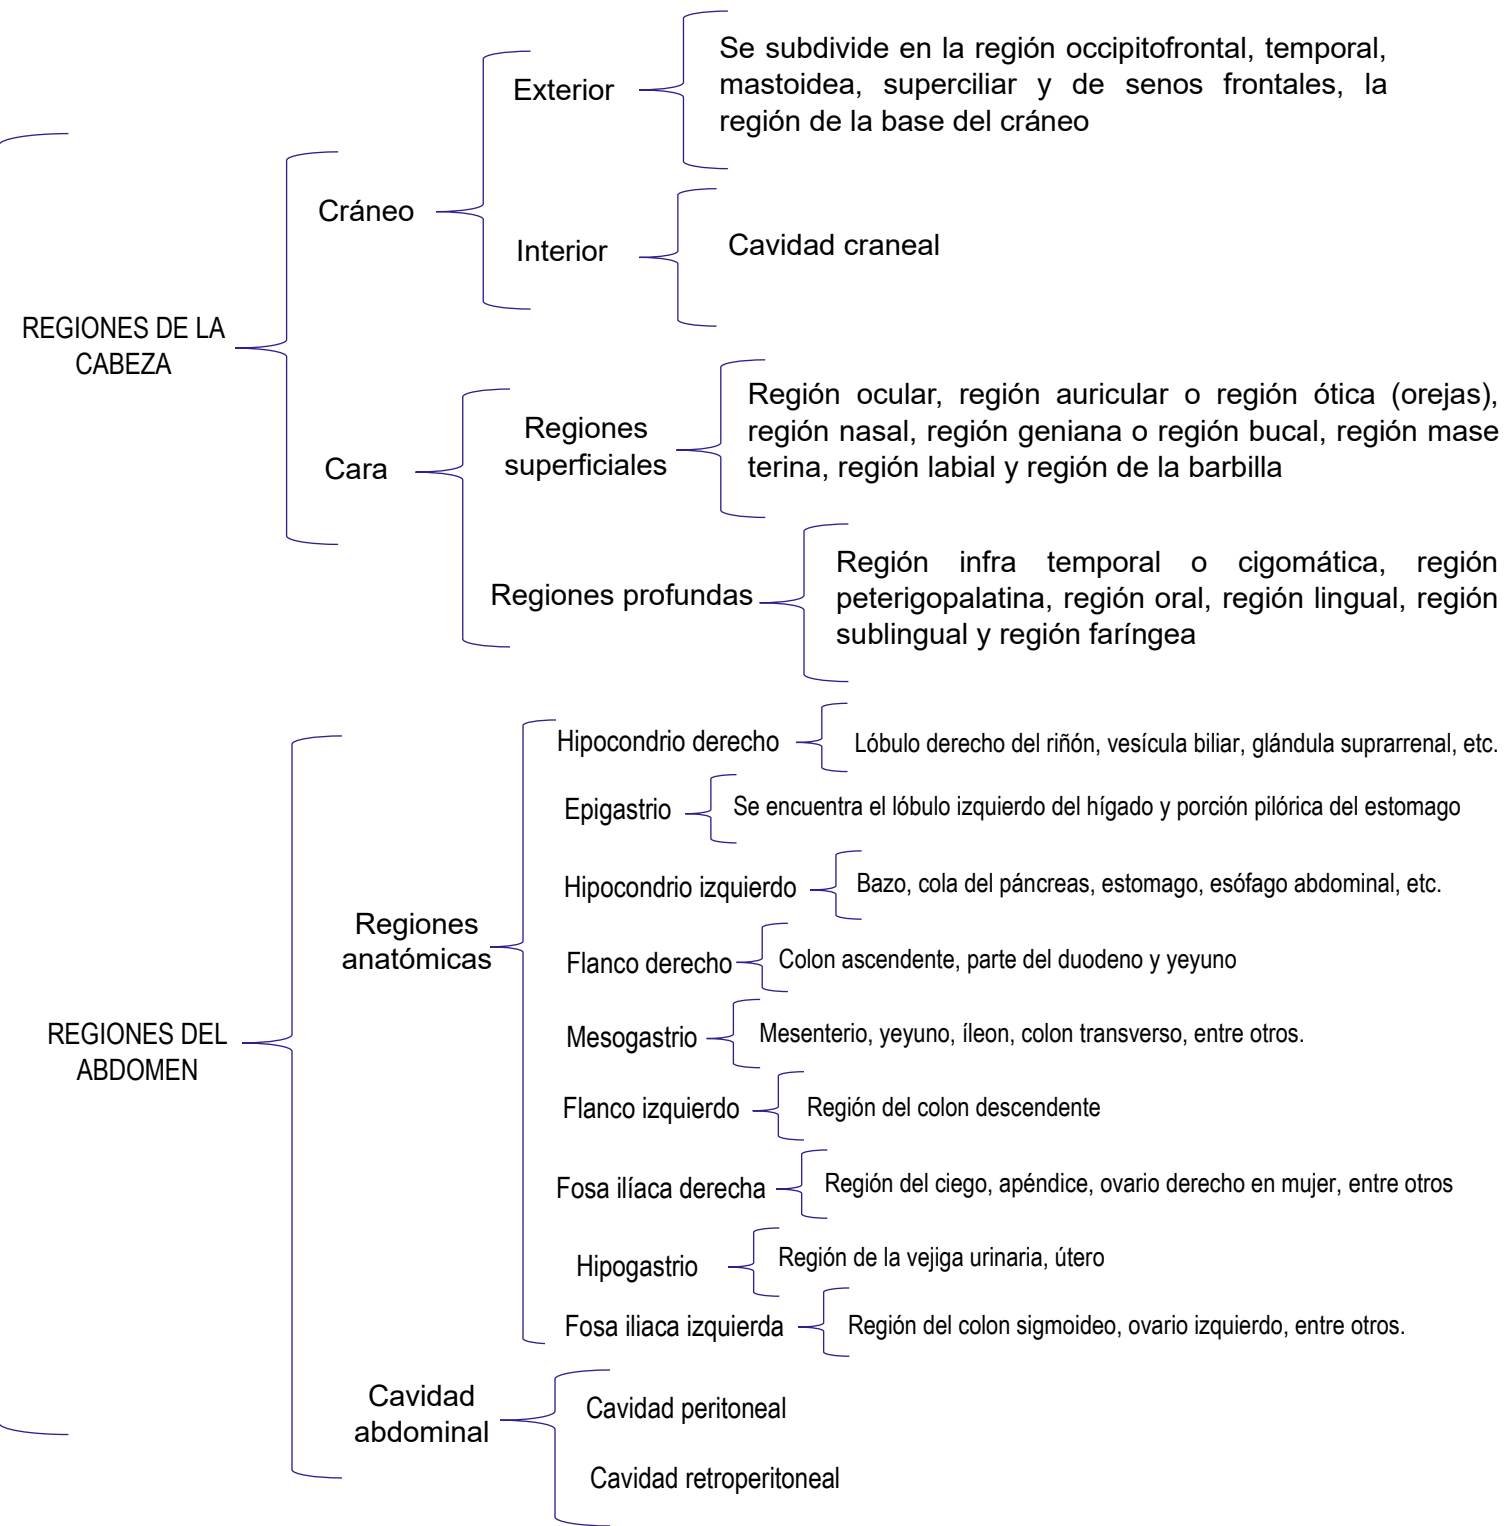 REGIONES DE LA
CABEZA
Cráneo
Exterior
Se subdivide en la región occipitofrontal, temporal,
mastoidea, superciliar y de senos frontales, la
región de la base del cráneo
Interior
Cavidad craneal
Cara
Regiones
superficiales
Región ocular, región auricular o región ótica (orejas),
región nasal, región geniana o región bucal, región mase
terina, región labial y región de la barbilla
Regiones profundas
Región infra temporal o cigomática, región
peterigopalatina, región oral, región lingual, región
sublingual y región faríngea
REGIONES DEL
ABDOMEN
Regiones
anatómicas
Hipocondrio derecho
Lóbulo derecho del riñón, vesícula biliar, glándula suprarrenal, etc.
Epigastrio
Se encuentra el lóbulo izquierdo del hígado y porción pilórica del estomago
Hipocondrio izquierdo
Bazo, cola del páncreas, estomago, esófago abdominal, etc.
Flanco derecho
Colon ascendente, parte del duodeno y yeyuno
Mesogastrio
Mesenterio, yeyuno, íleon, colon transverso, entre otros.
Flanco izquierdo
Región del colon descendente
Fosa ilíaca derecha
Región del ciego, apéndice, ovario derecho en mujer, entre otros
Hipogastrio
Región de la vejiga urinaria, útero
Fosa iliaca izquierda
Región del colon sigmoideo, ovario izquierdo, entre otros.
Cavidad
abdominal
Cavidad peritoneal
Cavidad retroperitoneal